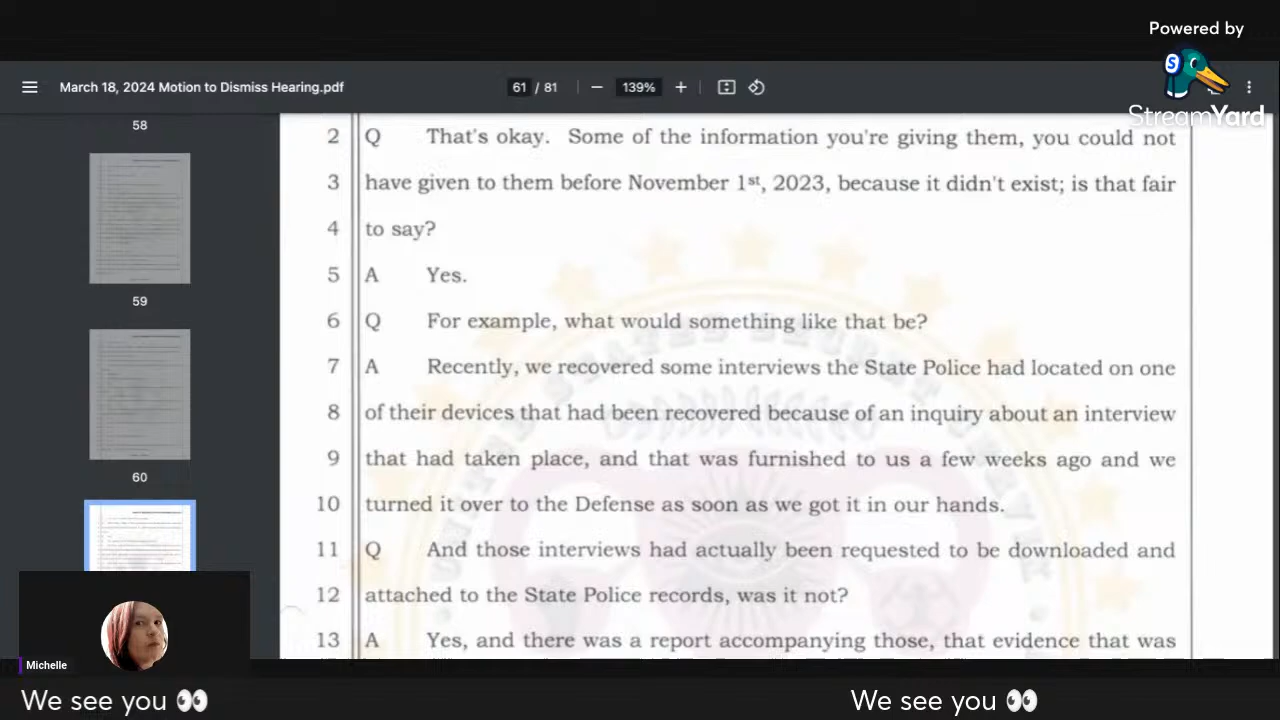 Powered by
StreamYard
March 18, 2024 Motion to Dismiss Hearing.pdf
61 / 81
139%
58
59
60
2 Q That's okay. Some of the information you're giving them, you could not
3 have given to them before November 1st, 2023, because it didn't exist; is that fair
4 to say?
5 A Yes.
6 Q For example, what would something like that be?
7 A Recently, we recovered some interviews the State Police had located on one
8 of their devices that had been recovered because of an inquiry about an interview
9 that had taken place, and that was furnished to us a few weeks ago and we
10 turned it over to the Defense as soon as we got it in our hands.
11 Q And those interviews had actually been requested to be downloaded and
12 attached to the State Police records, was it not?
13 A Yes, and there was a report accompanying those, that evidence that was
Michelle
We see you 👀
We see you 👀